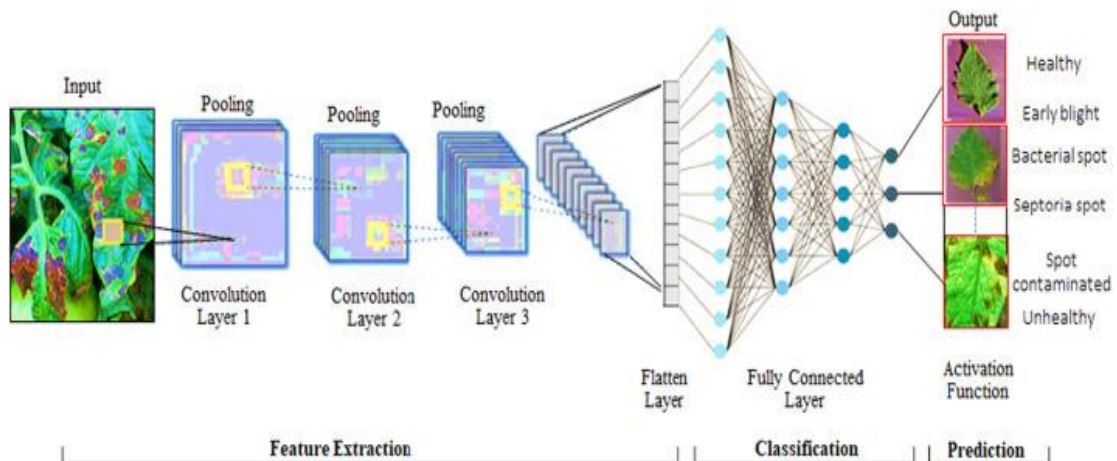 Output
Input
Healthy
Pooling
Pooling
Pooling
Early blight
Bacterial spot
Septoria spot
Spot
contaminated
Unhealthy
Convolution
Layer 1
Convolution
Layer 2
Convolution
Layer 3
Flatten
Layer
Fully Connected
Layer
Activation
Function
Feature Extraction
Classification
Prediction